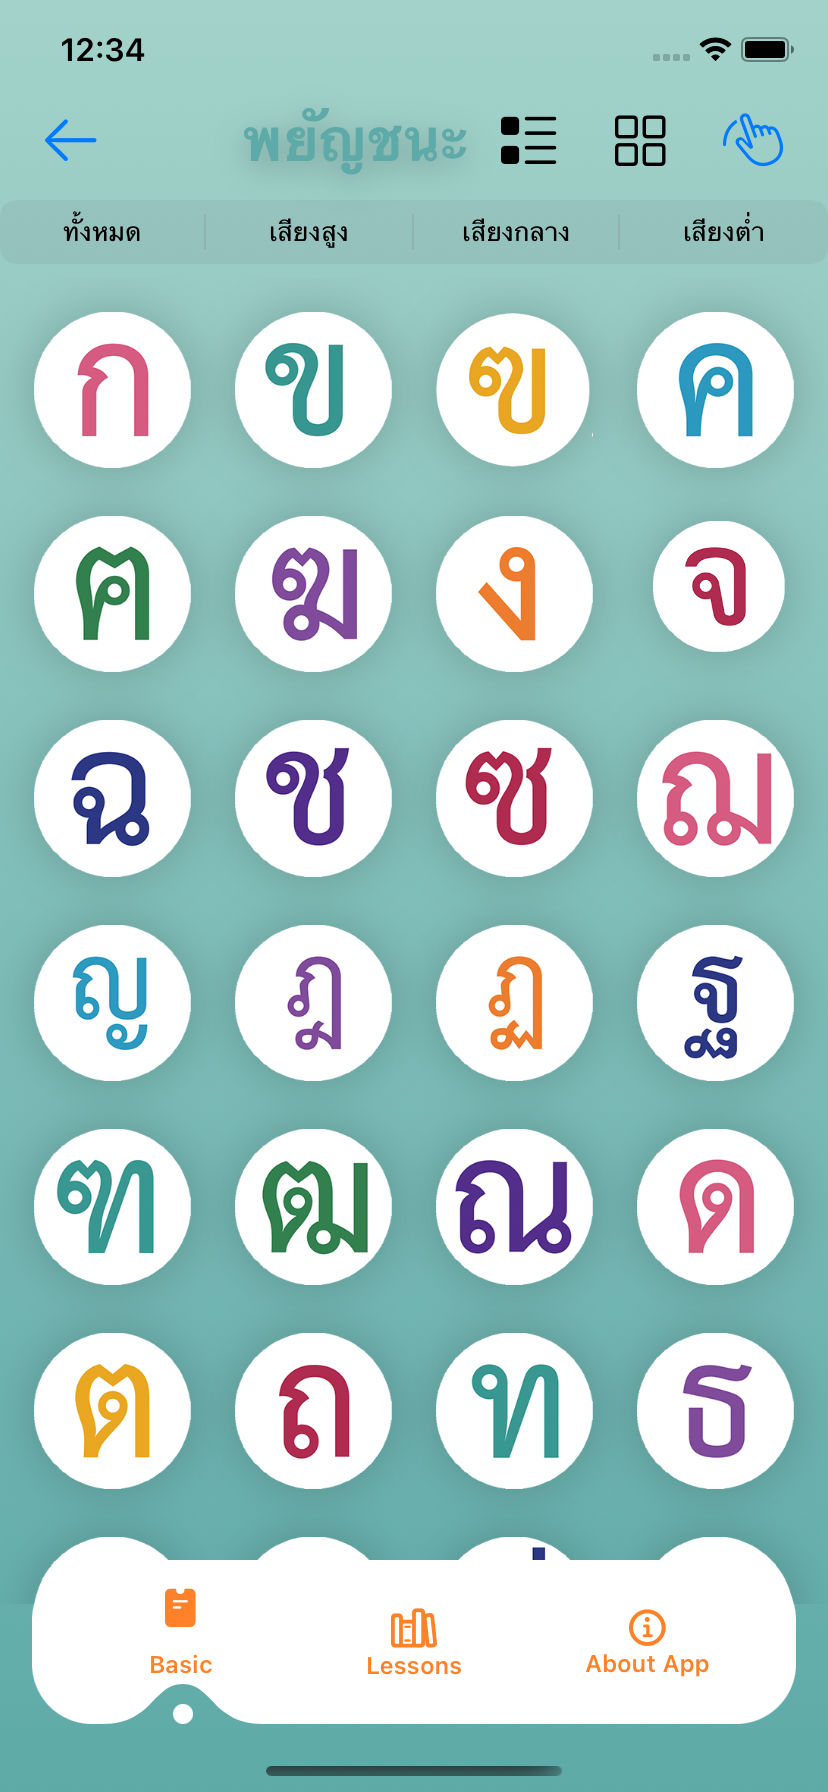 12:34
พยัญชนะ
ทั้งหมด เสียงสูง เสียงกลาง เสียงต่ำ
ก ข ฃ ค
ฅ ฆ ง จ
ฉ ช ซ ฌ
ญ ฎ ฏ ฐ
ฑ ฒ ณ ด
ต ถ ท ธ
Basic Lessons About App